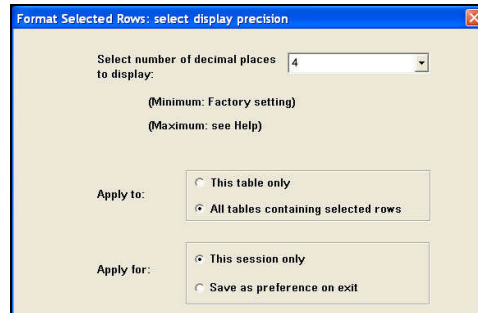 Format Selected Rows: select display precision
Select number of decimal places
to display:
4
(Minimum: Factory setting)
(Maximum: see Help)
Apply to:
This table only
All tables containing selected rows
Apply for:
This session only
Save as preference on exit